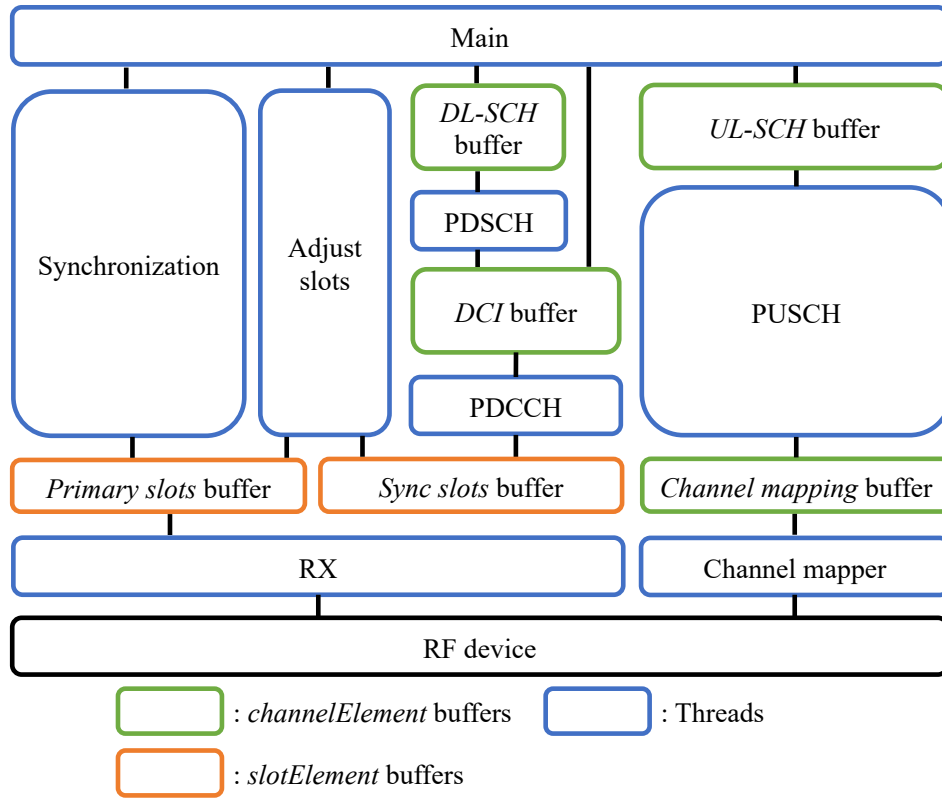 Main
Synchronization
Adjust
slots
DL-SCH
buffer
PDSCH
DCI buffer
PDCCH
UL-SCH buffer
PUSCH
Primary slots buffer
Sync slots buffer
Channel mapping buffer
RX
Channel mapper
RF device
: channelElement buffers
: Threads
: slotElement buffers